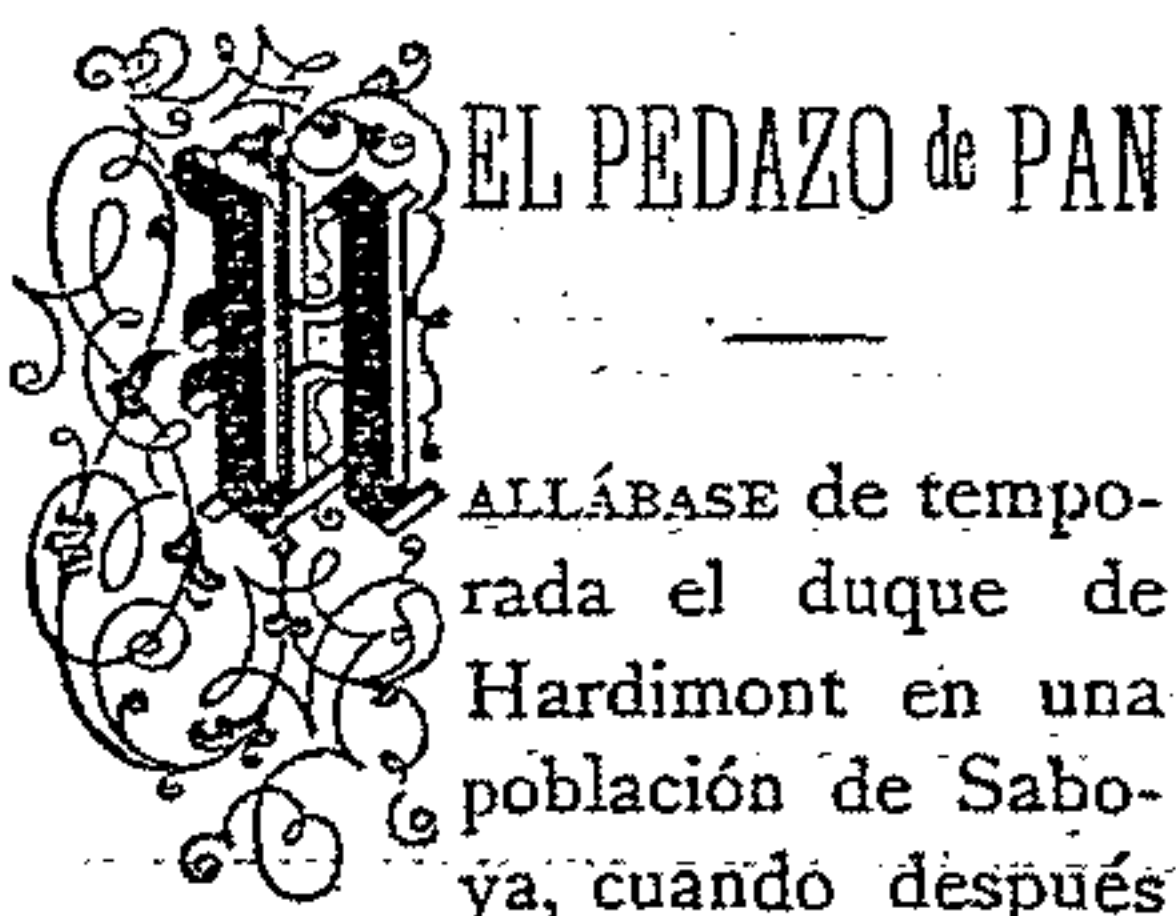 EL PEDAZO de PAN
HALLÁBASE de tempo-
rada el duque de
Hardimont en una
población de Sabo-
ya, cuando después